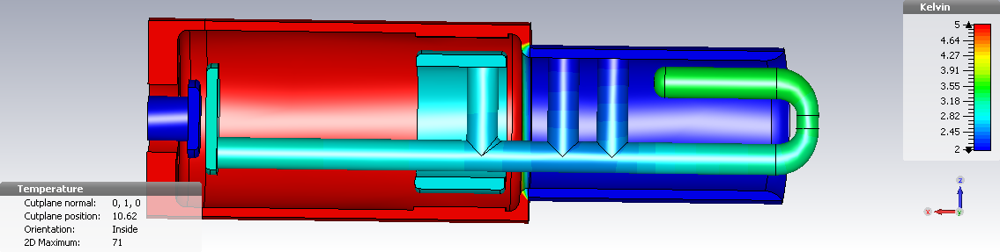 Kelvin
5
4.64
4.27
3.91
3.55
3.18
2.82
2.45
2
Temperature
Cutplane normal: 0, 1, 0
Cutplane position: 10.62
Orientation: Inside
2D Maximum: 71
z
x
y